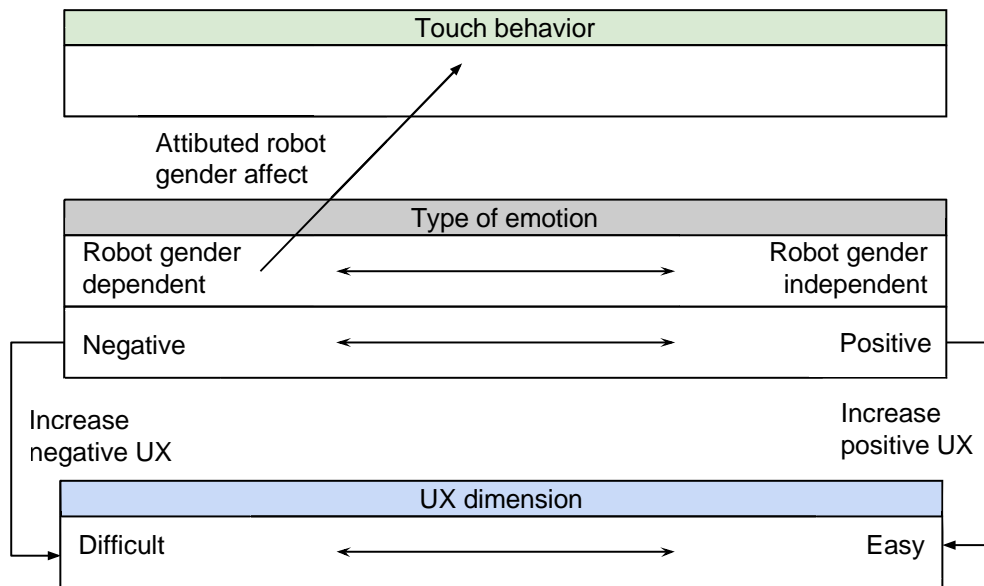 Touch behavior
Attibuted robot
gender affect
Type of emotion
Robot gender
dependent
Robot gender
independent
Negative
Positive
Increase
negative UX
Increase
positive UX
UX dimension
Difficult
Easy